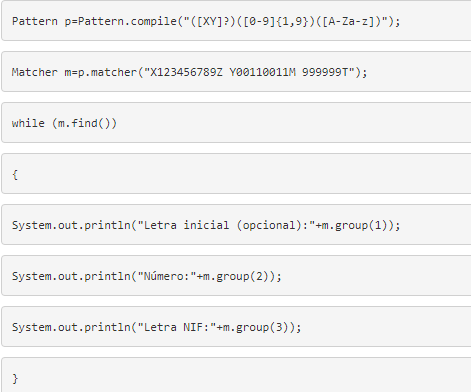 Pattern p=Pattern.compile("([XY]?)([0-9]{1,9})([A-Za-z])");
Matcher m=p.matcher("X123456789Z Y00110011M 999999T");
while (m.find())
{
System.out.println("Letra inicial (opcional):"+m.group(1));
System.out.println("Número:"+m.group(2));
System.out.println("Letra NIF:"+m.group(3));
}